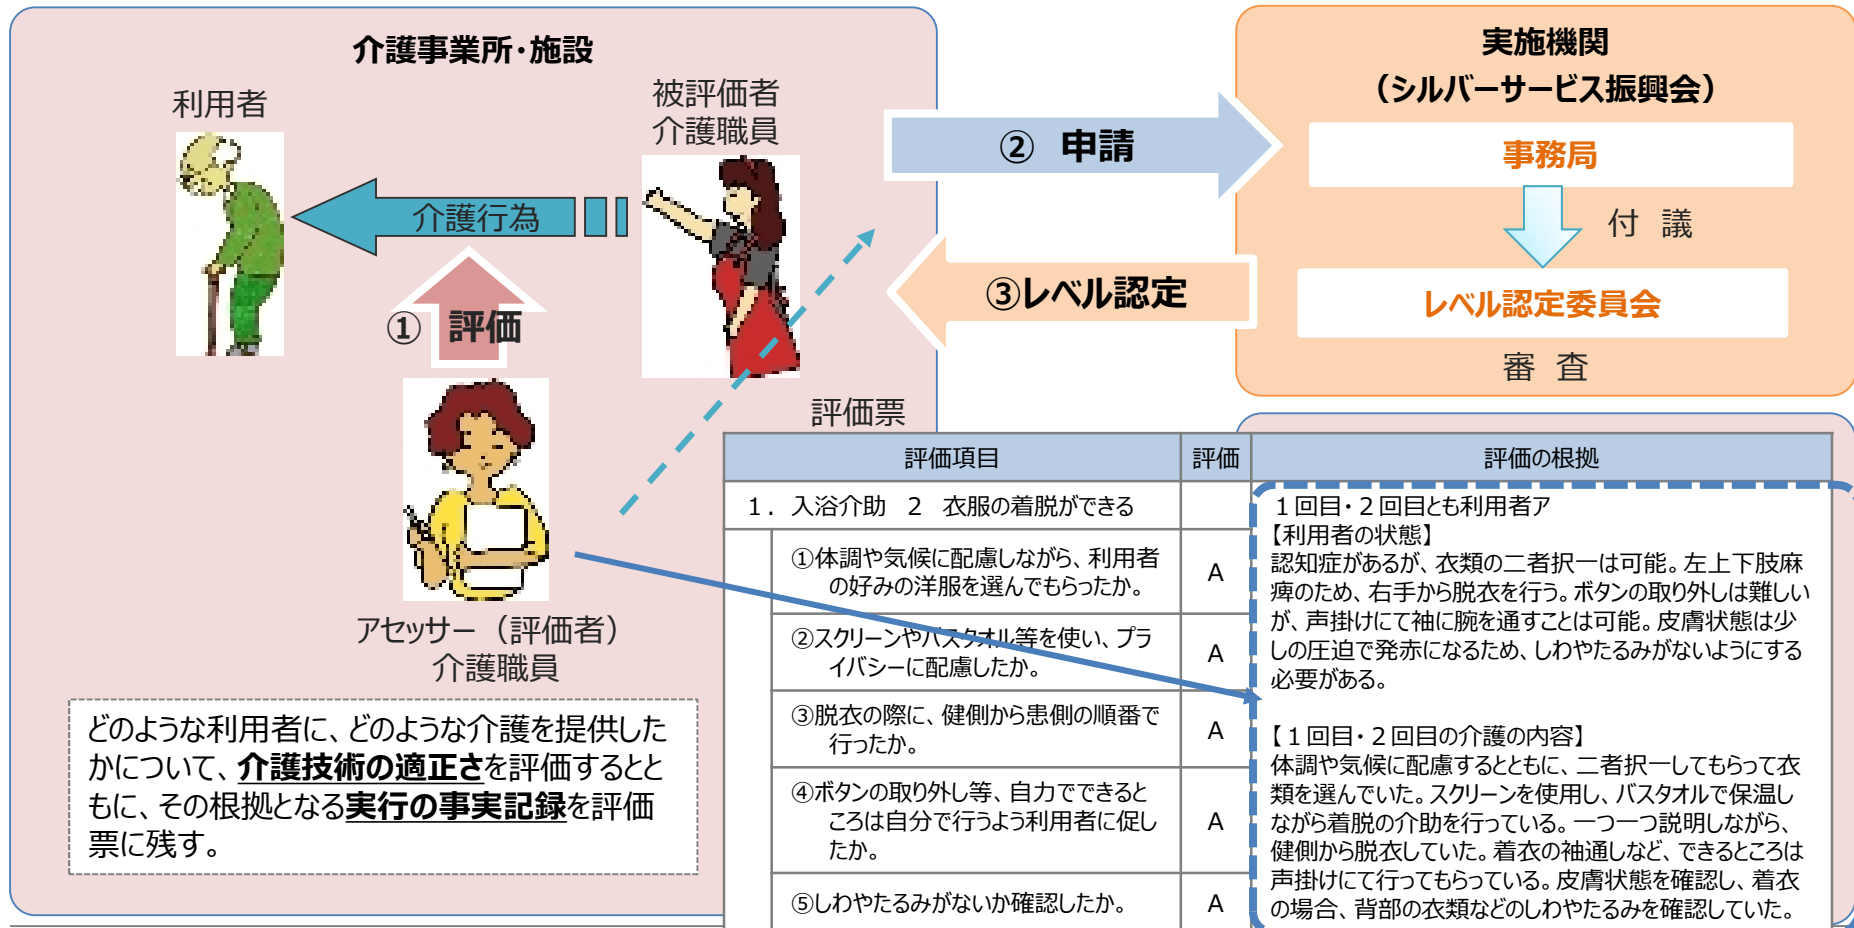 介護事業所・施設
利用者
被評価者
介護職員
介護行為
① 評価
アセッサー（評価者）
介護職員
どのような利用者に、どのような介護を提供した
かについて、介護技術の適正さを評価するとと
もに、その根拠となる実行の事実記録を評価
票に残す。
② 申請
③レベル認定
実施機関
（シルバーサービス振興会）
事務局
付 議
レベル認定委員会
審 査
評価票
評価項目 評価 評価の根拠
１．入浴介助 ２ 衣服の着脱ができる
①体調や気候に配慮しながら、利用者
の好みの洋服を選んでもらったか。
A
②スクリーンやバスタオル等を使い、プラ
イバシーに配慮したか。
A
③脱衣の際に、健側から患側の順番で
行ったか。
A
④ボタンの取り外し等、自力でできると
ころは自分で行うよう利用者に促し
たか。
A
⑤しわやたるみがないか確認したか。
A
１回目・２回目とも利用者ア
【利用者の状態】
認知症があるが、衣類の二者択一は可能。左上下肢麻
痺のため、右手から脱衣を行う。ボタンの取り外しは難しい
が、声掛けにて袖に腕を通すことは可能。皮膚状態は少
しの圧迫で発赤になるため、しわやたるみがないようにする
必要がある。
【１回目・２回目の介護の内容】
体調や気候に配慮するとともに、二者択一してもらって衣
類を選んでいた。スクリーンを使用し、バスタオルで保温し
ながら着脱の介助を行っている。一つ一つ説明しながら、
健側から脱衣していた。着衣の袖通しなど、できるところは
声掛けにて行ってもらっている。皮膚状態を確認し、着衣
の場合、背部の衣類などのしわやたるみを確認していた。